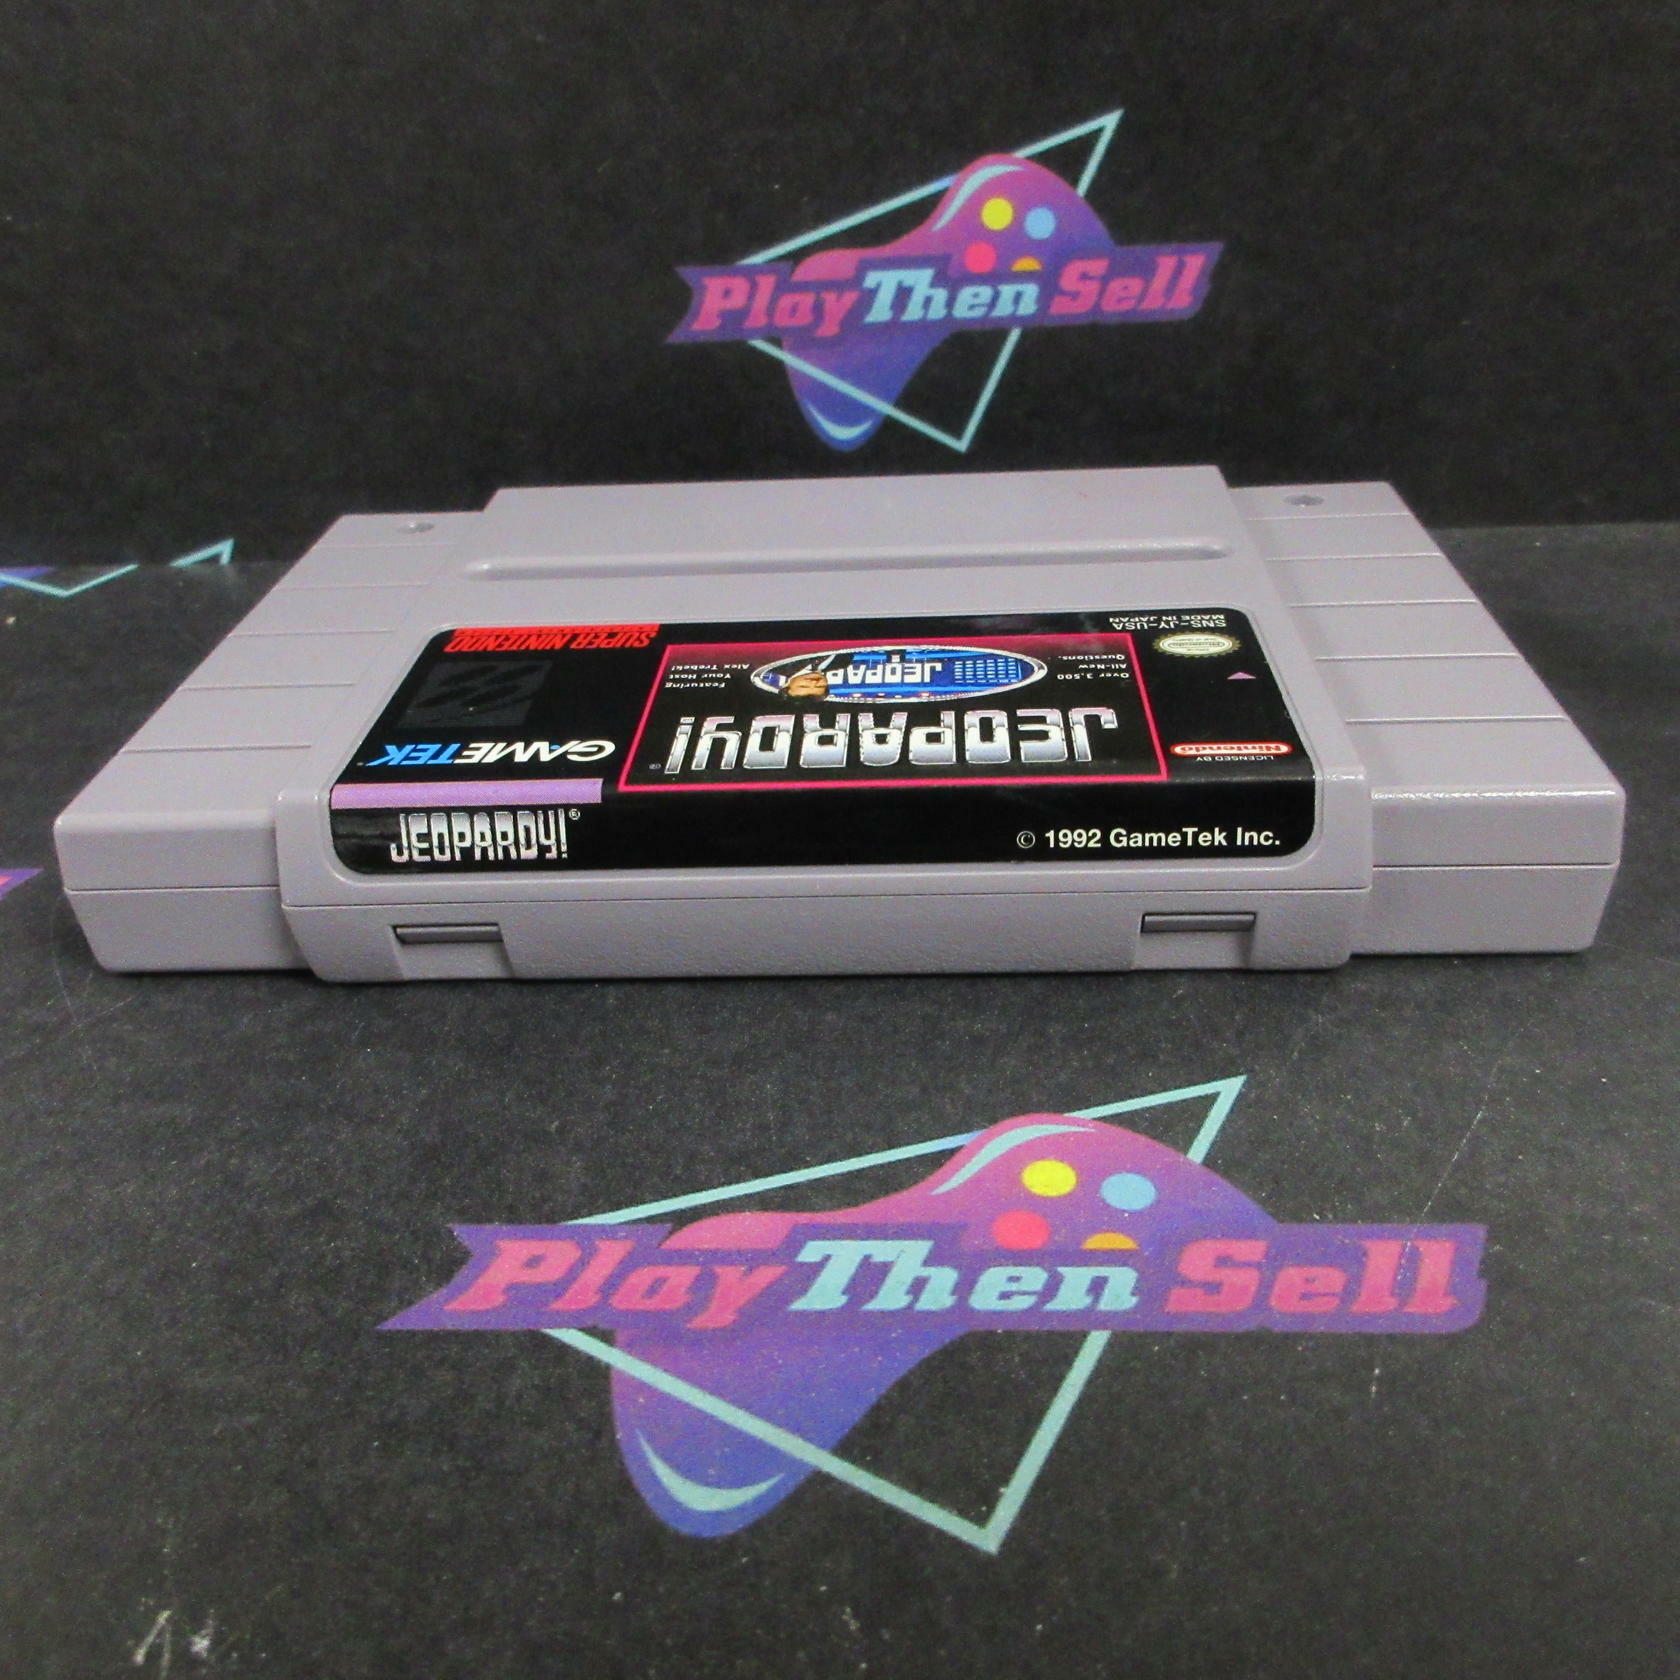 Play Then Sell
SNS-JY-USA
MADE IN JAPAN
SUPER NINTENDO
Over 3,500
All-New
Questions.
JEOPARDY!
Featuring
Your Host
Alex Trebek!
JEOPARDY!®
LICENSED BY
Nintendo
GAMETEK™
JEOPARDY!®
© 1992 GameTek Inc.
Play Then Sell